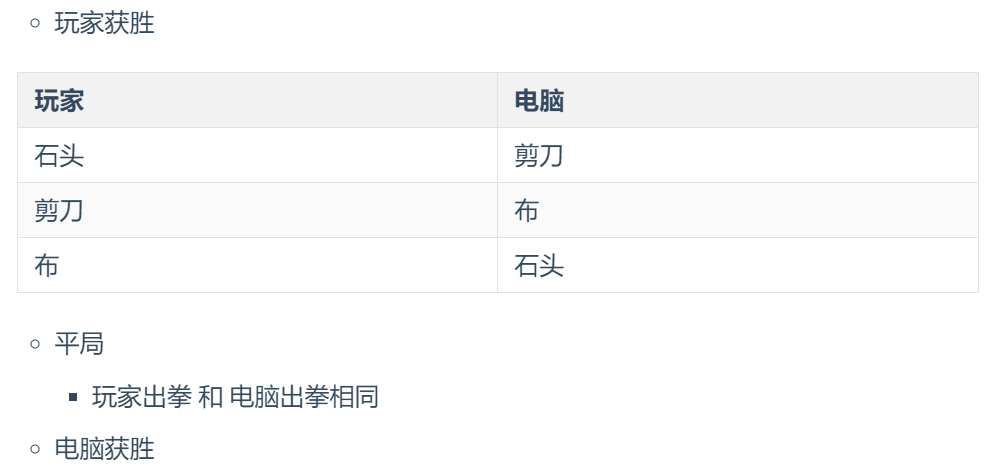 玩家获胜
玩家 电脑
石头 剪刀
剪刀 布
布 石头
平局
玩家出拳 和 电脑出拳相同
电脑获胜